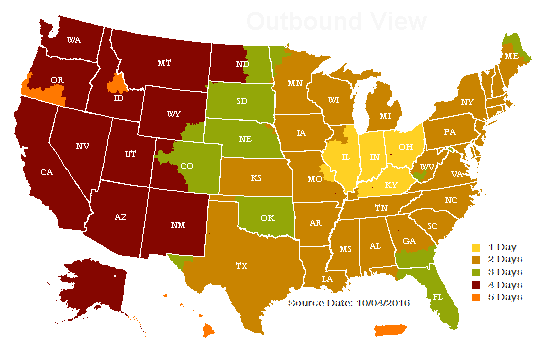 Outbound View
WA
MT
ND
MN
ME
OR
ID
SD
WI
MI
NY
WY
IA
PA
NV
UT
NE
IL
IN
OH
CA
CO
KS
MO
KY
WV
VA
AZ
NM
OK
AR
TN
NC
TX
LA
MS
AL
GA
SC
FL
1 Day
2 Days
3 Days
4 Days
5 Days
Source Date: 10/04/2016